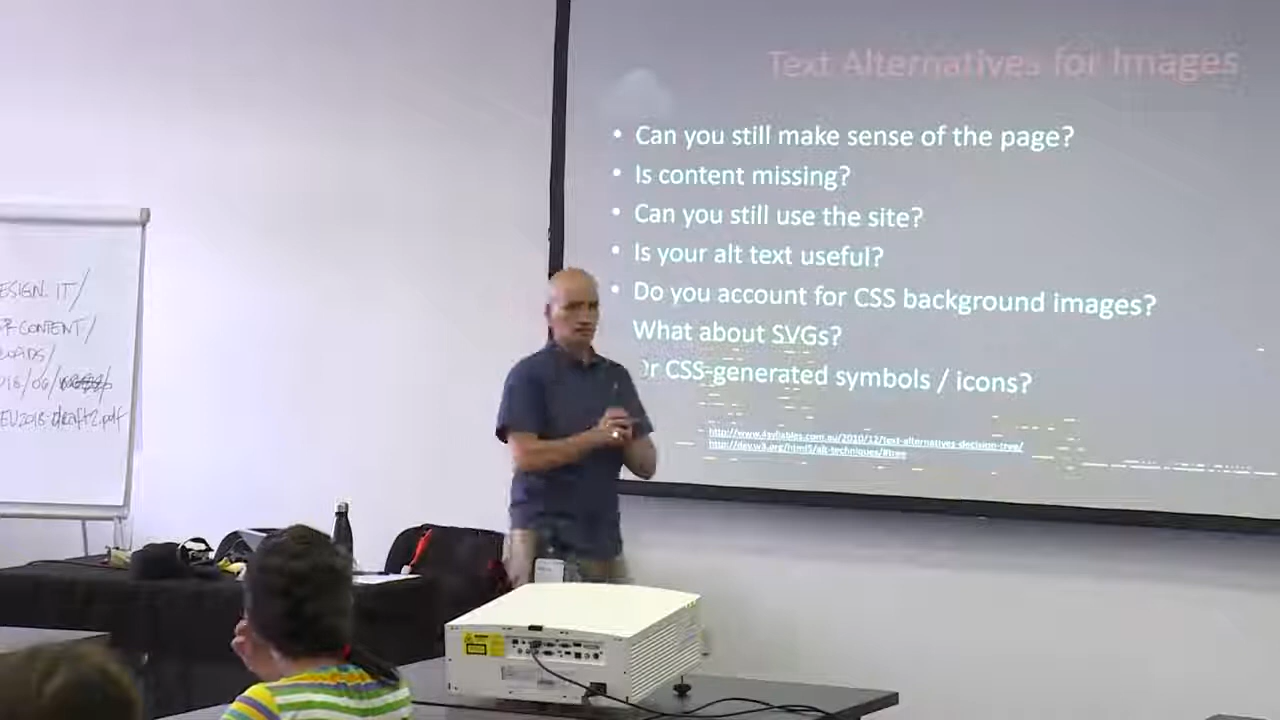 ESIGN.IT/
OR-CONTENT/
LOADS/
018/06/
EU2018-draft2.pdf
Text Alternatives for Images
• Can you still make sense of the page?
• Is content missing?
• Can you still use the site?
• Is your alt text useful?
• Do you account for CSS background images?
What about SVGs?
Or CSS-generated symbols / icons?
http://www.4syllables.com.au/2010/12/text-alternatives-decision-tree/
http://dev.w3.org/html5/alt-techniques/#tree